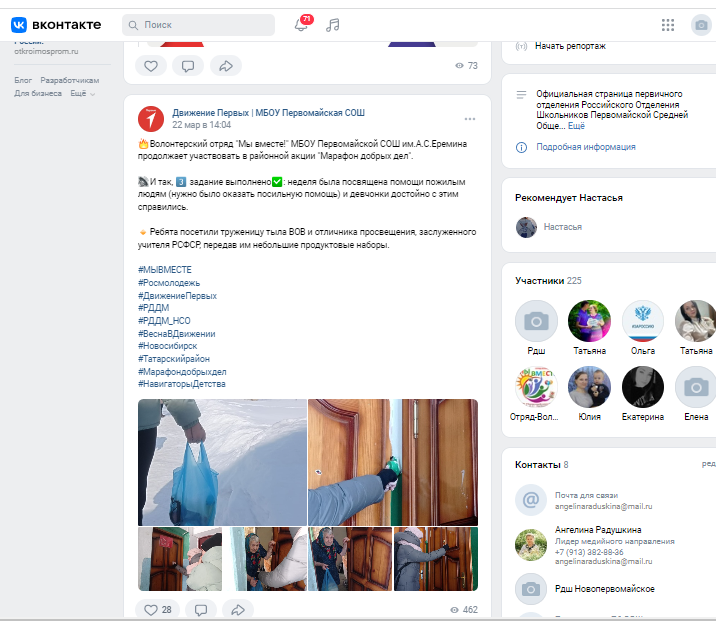 вконтакте
Поиск
71
России.
otkroimosprom.ru
Блог Разработчикам
Для бизнеса Ещё
73
Движение Первых | МБОУ Первомайская СОШ
22 мар в 14:04
Волонтерский отряд "Мы вместе!" МБОУ Первомайской СОШ им.А.С.Еремина
продолжает участвовать в районной акции "Марафон добрых дел".
И так, 3 задание выполнено✅: неделя была посвящена помощи пожилым
людям (нужно было оказать посильную помощь) и девчонки достойно с этим
справились.
Ребята посетили труженицу тыла ВОВ и отличника просвещения, заслуженного
учителя РСФСР, передав им небольшие продуктовые наборы.
#МЫВМЕСТЕ
#Росмолодежь
#ДвижениеПервых
#РДДМ
#РДДМ_НСО
#ВеснаВДвижении
#Новосибирск
#Татарскийрайон
#Марафондобрыхдел
#НавигаторыДетства
28
462
Начать репортаж
Официальная страница первичного
отделения Российского Отделения
Школьников Первомайской Средней
Обще... Ещё
Подробная информация
Рекомендует Настасья
Настасья
Участники 225
Рдш Татьяна Ольга Татьяна
Отряд-Вол... Юлия Екатерина Елена
Контакты 8
ред
Почта для связи
angelinaraduskina@mail.ru
Ангелина Радушкина
Лидер медийного направления
+7 (913) 382-88-36
angelinaraduskina@mail.ru
Рдш Новопервомайское